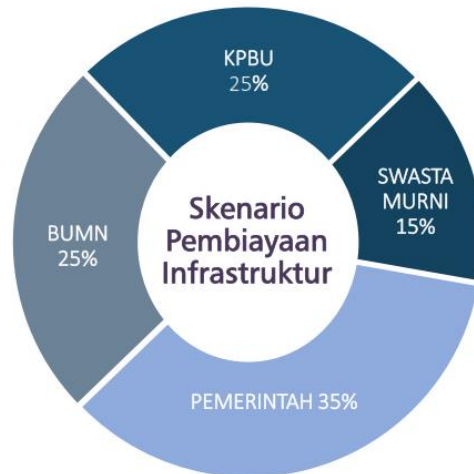 KPBU
25%
SWASTA
MURNI
15%
Skenario
Pembiayaan
Infrastruktur
BUMN
25%
PEMERINTAH 35%